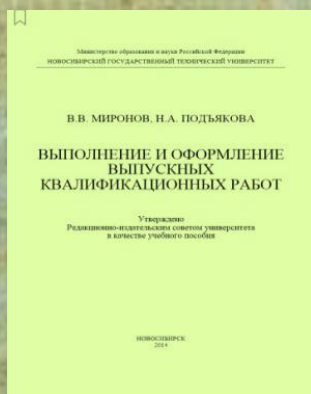 Министерство образования и науки Российской Федерации
НОВОСИБИРСКИЙ ГОСУДАРСТВЕННЫЙ ТЕХНИЧЕСКИЙ УНИВЕРСИТЕТ
В.В. МИРОНОВ, Н.А. ПОДЪЯКОВА
ВЫПОЛНЕНИЕ И ОФОРМЛЕНИЕ
ВЫПУСКНЫХ
КВАЛИФИКАЦИОННЫХ РАБОТ
Утверждено
Редакционно-издательским советом университета
в качестве учебного пособия
НОВОСИБИРСК
2014